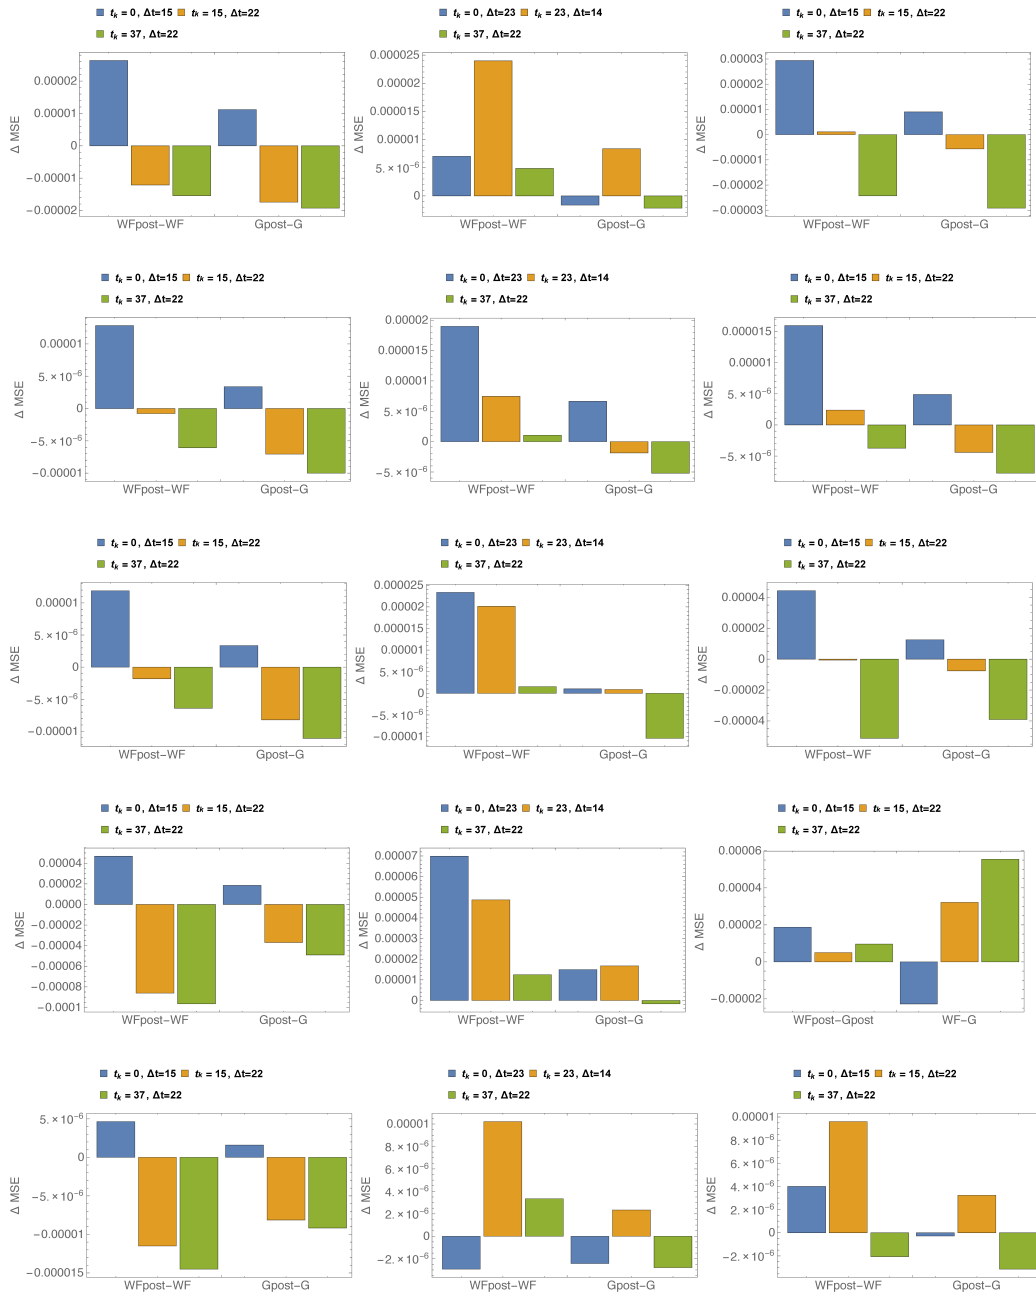 t_k = 0, Δt=15 t_k = 15, Δt=22
t_k = 37, Δt=22
0.00002
0.00001
0
−0.00001
−0.00002
Δ MSE
WFpost−WF Gpost−G
t_k = 0, Δt=23 t_k = 23, Δt=14
t_k = 37, Δt=22
0.000025
0.00002
0.000015
0.00001
5.×10⁻⁶
0
Δ MSE
WFpost−WF Gpost−G
t_k = 0, Δt=15 t_k = 15, Δt=22
t_k = 37, Δt=22
0.00003
0.00002
0.00001
0
−0.00001
−0.00002
−0.00003
Δ MSE
WFpost−WF Gpost−G
t_k = 0, Δt=15 t_k = 15, Δt=22
t_k = 37, Δt=22
0.00001
5.×10⁻⁶
0
−5.×10⁻⁶
−0.00001
Δ MSE
WFpost−WF Gpost−G
t_k = 0, Δt=23 t_k = 23, Δt=14
t_k = 37, Δt=22
0.00002
0.000015
0.00001
5.×10⁻⁶
0
−5.×10⁻⁶
Δ MSE
WFpost−WF Gpost−G
t_k = 0, Δt=15 t_k = 15, Δt=22
t_k = 37, Δt=22
0.000015
0.00001
5.×10⁻⁶
0
−5.×10⁻⁶
Δ MSE
WFpost−WF Gpost−G
t_k = 0, Δt=15 t_k = 15, Δt=22
t_k = 37, Δt=22
0.00001
5.×10⁻⁶
0
−5.×10⁻⁶
−0.00001
Δ MSE
WFpost−WF Gpost−G
t_k = 0, Δt=23 t_k = 23, Δt=14
t_k = 37, Δt=22
0.000025
0.00002
0.000015
0.00001
5.×10⁻⁶
0
−5.×10⁻⁶
−0.00001
Δ MSE
WFpost−WF Gpost−G
t_k = 0, Δt=15 t_k = 15, Δt=22
t_k = 37, Δt=22
0.00004
0.00002
0
−0.00002
−0.00004
Δ MSE
WFpost−WF Gpost−G
t_k = 0, Δt=15 t_k = 15, Δt=22
t_k = 37, Δt=22
0.00004
0.00002
0.0000
−0.00002
−0.00004
−0.00006
−0.00008
−0.0001
Δ MSE
WFpost−WF Gpost−G
t_k = 0, Δt=23 t_k = 23, Δt=14
t_k = 37, Δt=22
0.00007
0.00006
0.00005
0.00004
0.00003
0.00002
0.00001
0
Δ MSE
WFpost−WF Gpost−G
t_k = 0, Δt=15 t_k = 15, Δt=22
t_k = 37, Δt=22
0.00006
0.00004
0.00002
0
−0.00002
Δ MSE
WFpost−Gpost WF−G
t_k = 0, Δt=15 t_k = 15, Δt=22
t_k = 37, Δt=22
5.×10⁻⁶
0
−5.×10⁻⁶
−0.00001
−0.000015
Δ MSE
WFpost−WF Gpost−G
t_k = 0, Δt=23 t_k = 23, Δt=14
t_k = 37, Δt=22
0.00001
8.×10⁻⁶
6.×10⁻⁶
4.×10⁻⁶
2.×10⁻⁶
0
−2.×10⁻⁶
Δ MSE
WFpost−WF Gpost−G
t_k = 0, Δt=15 t_k = 15, Δt=22
t_k = 37, Δt=22
0.00001
8.×10⁻⁶
6.×10⁻⁶
4.×10⁻⁶
2.×10⁻⁶
0
−2.×10⁻⁶
Δ MSE
WFpost−WF Gpost−G